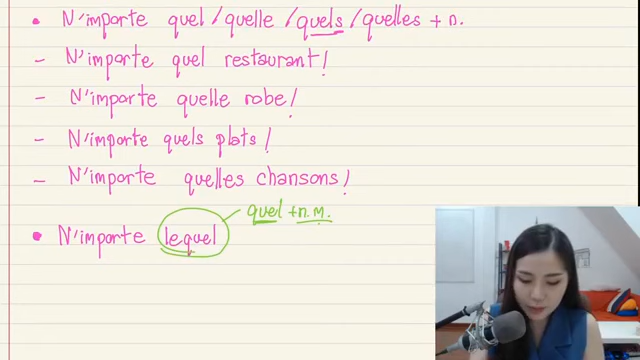 • N'importe quel/quelle/quels/quelles + n.
- N'importe quel restaurant!
- N'importe quelle robe!
- N'importe quels plats!
- N'importe quelles chansons!
quel + n.m.
• N'importe lequel